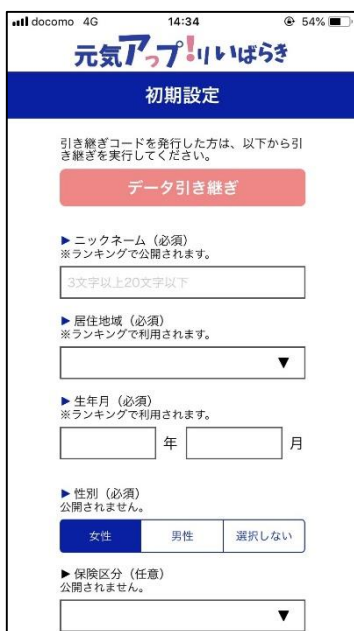 docomo 4G 14:34 54%
元気アっプ!リいばらき
初期設定
引き継ぎコードを発行した方は、以下から引
き継ぎを実行してください。
データ引き継ぎ
▶ ニックネーム（必須）
※ランキングで公開されます。
3文字以上20文字以下
▶ 居住地域（必須）
※ランキングで利用されます。
▼
▶ 生年月（必須）
※ランキングで利用されます。
年 月
▶ 性別（必須）
公開されません。
女性 男性 選択しない
▶ 保険区分（任意）
公開されません。
▼